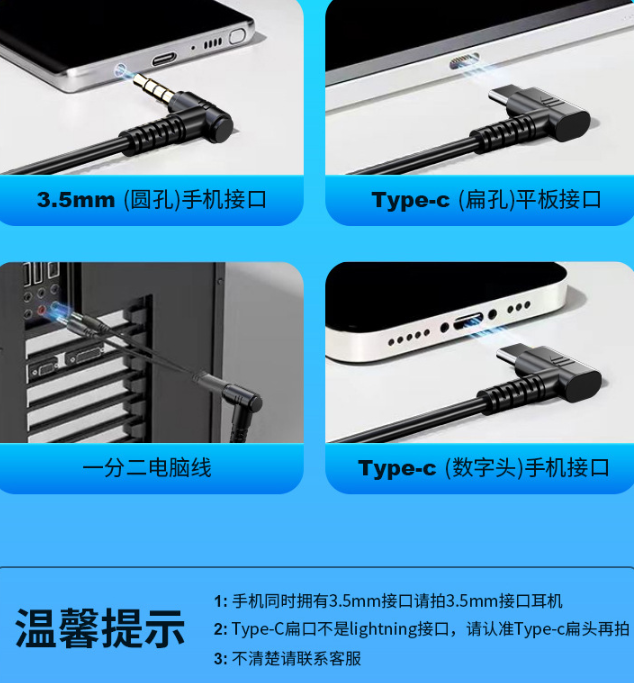 3.5mm (圆孔)手机接口
Type-c (扁孔)平板接口
一分二电脑线
Type-c (数字头)手机接口
温馨提示
1: 手机同时拥有3.5mm接口请拍3.5mm接口耳机
2: Type-C扁口不是lightning接口，请认准Type-c扁头再拍
3: 不清楚请联系客服